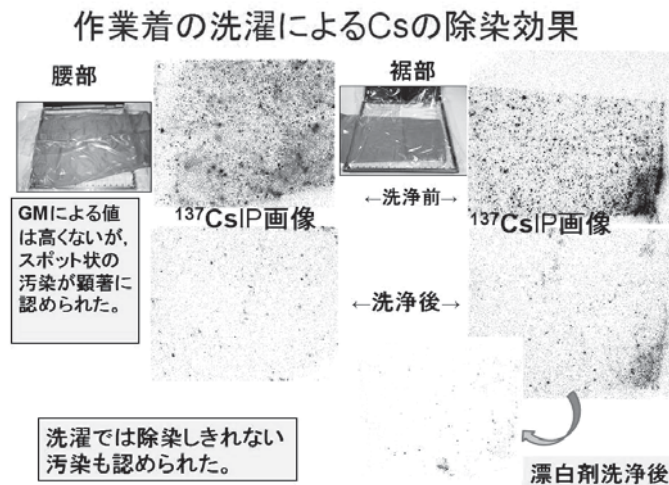 作業着の洗濯によるCsの除染効果
腰部
裾部
←洗浄前→
GMによる値
は高くないが、
スポット状の
汚染が顕著に
認められた。
137CsIP画像
137CsIP画像
←洗浄後→
洗濯では除染しきれない
汚染も認められた。
漂白剤洗浄後